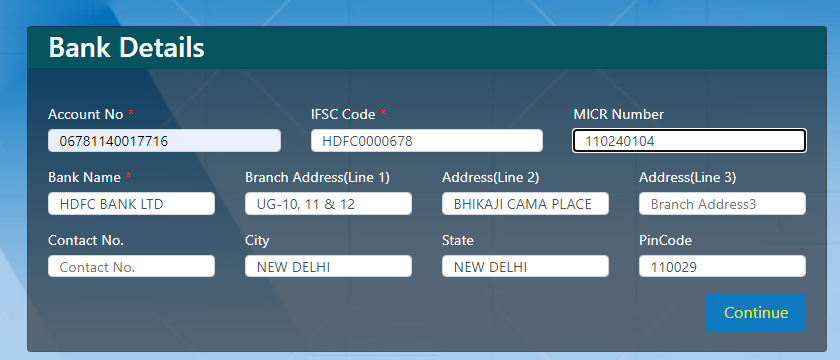 Bank Details
Account No * IFSC Code * MICR Number
06781140017716 HDFC0000678 110240104
Bank Name * Branch Address(Line 1) Address(Line 2) Address(Line 3)
HDFC BANK LTD UG-10, 11 & 12 BHIKAJI CAMA PLACE Branch Address3
Contact No. City State PinCode
Contact No. NEW DELHI NEW DELHI 110029
Continue